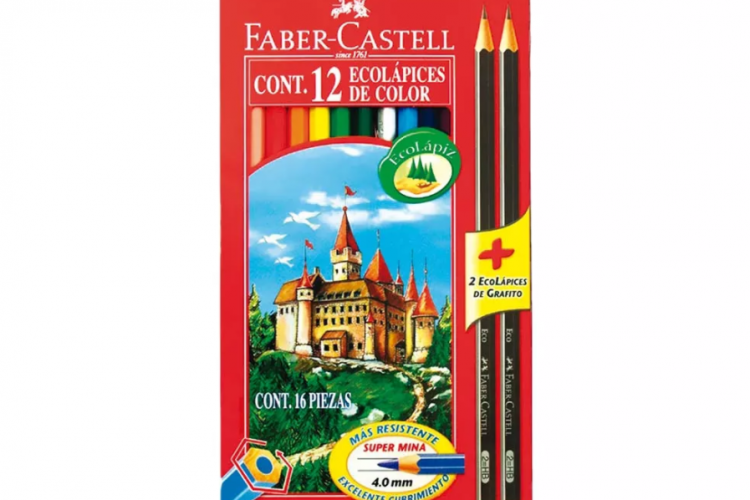 FABER-CASTELL
since 1761
CONT. 12 ECOLÁPICES
DE COLOR
EcoLápiz
+
2 EcoLápices
de Grafito
CONT. 16 PIEZAS
MÁS RESISTENTE
SUPER MINA
4.0 mm
EXCELENTE CUBRIMIENTO
Eco
FABER-CASTELL
Eco
FABER-CASTELL